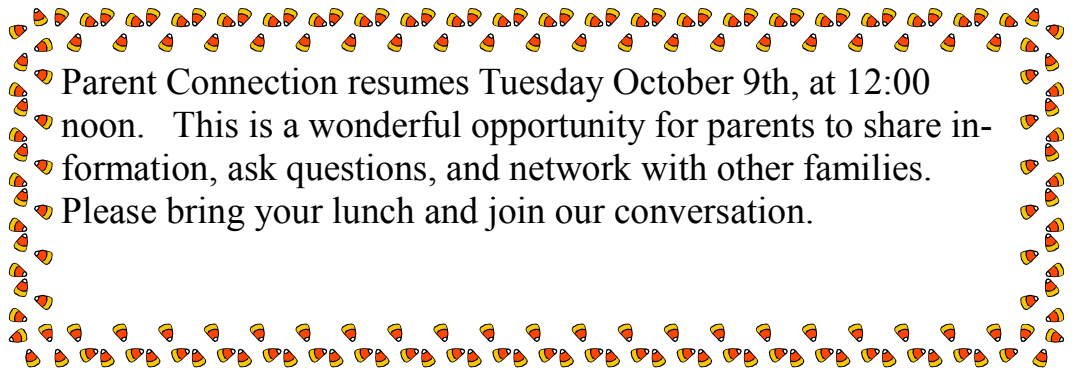 Parent Connection resumes Tuesday October 9th, at 12:00
noon.   This is a wonderful opportunity for parents to share in-
formation, ask questions, and network with other families.
Please bring your lunch and join our conversation.